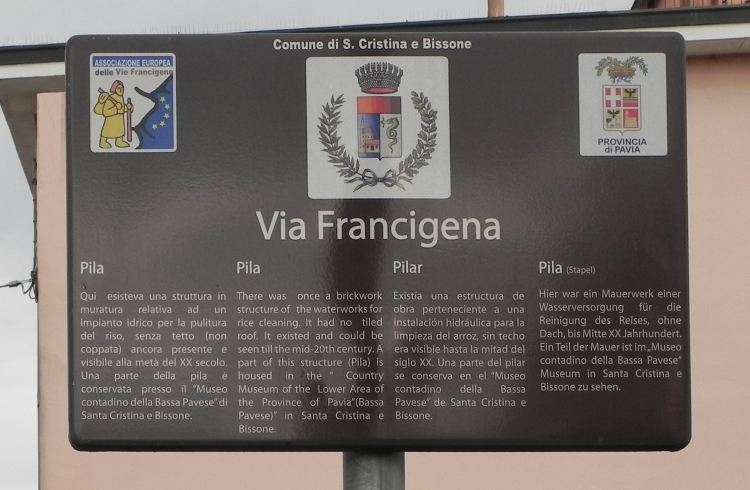 Comune di S. Cristina e Bissone
ASSOCIAZIONE EUROPEA
delle Vie Francigene
PROVINCIA
di PAVIA
Via Francigena
Pila
Qui esisteva una struttura in
muratura relativa ad un
impianto idrico per la pulitura
del riso, senza tetto (non
coppata) ancora presente e
visibile alla metà del XX secolo.
Una parte della pila è
conservata presso il "Museo
contadino della Bassa Pavese" di
Santa Cristina e Bissone.
Pila
There was once a brickwork
structure of the waterworks for
rice cleaning. It had no tiled
roof. It existed and could be
seen till the mid-20th century. A
part of this structure (Pila) is
housed in the " Country
Museum of the Lower Area of
the Province of Pavia"(Bassa
Pavese)" in Santa Cristina e
Bissone.
Pilar
Existía una estructura de
obra perteneciente a una
instalación hidráulica para la
limpieza del arroz, sin techo
era visible hasta la mitad del
siglo XX. Una parte del pilar
se conserva en el "Museo
contadino della Bassa
Pavese" de Santa Cristina e
Bissone.
Pila (Stapel)
Hier war ein Mauerwerk einer
Wasserversorgung für die
Reinigung des Reises, ohne
Dach, bis Mitte XX Jahrhundert.
Ein Teil der Mauer ist im „Museo
contadino della Bassa Pavese"
Museum in Santa Cristina e
Bissone zu sehen.